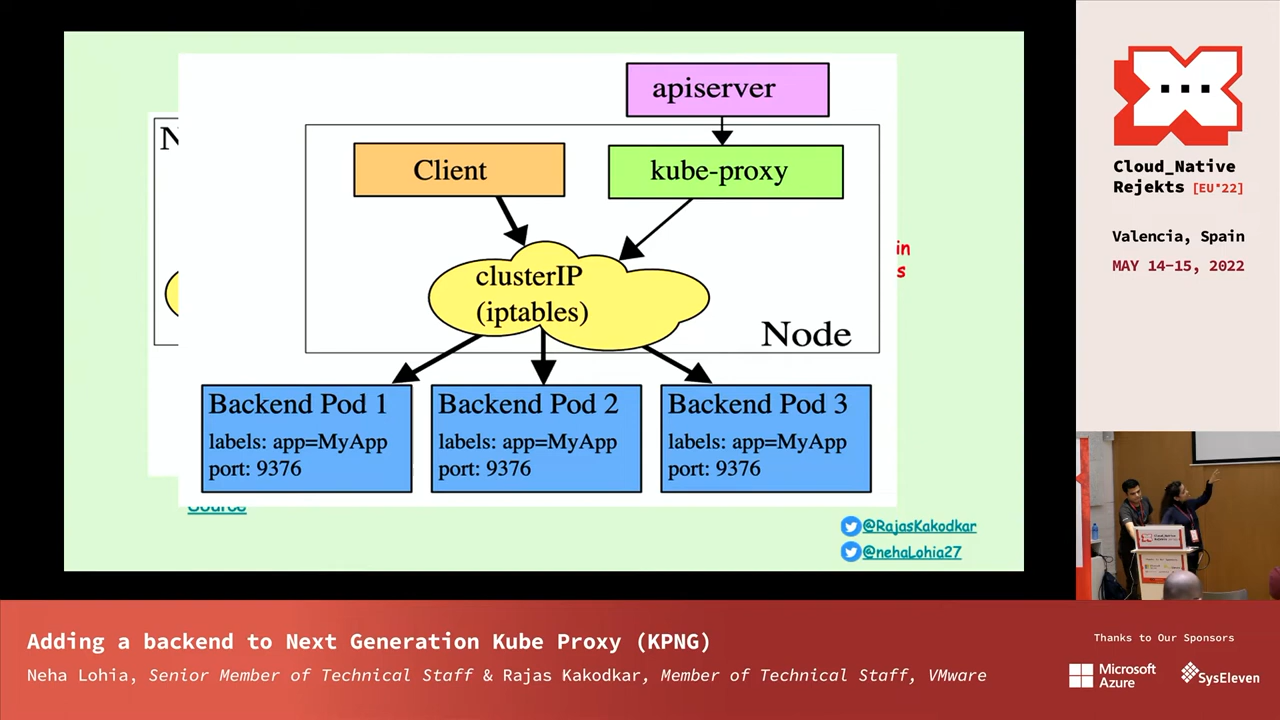 apiserver
N
Client
kube-proxy
in
s
clusterIP
(iptables)
Node
Backend Pod 1
labels: app=MyApp
port: 9376
Backend Pod 2
labels: app=MyApp
port: 9376
Backend Pod 3
labels: app=MyApp
port: 9376
Source
@RajasKakodkar
@nehaLohia27
Cloud_Native
Rejekts [EU'22]
Valencia, Spain
MAY 14-15, 2022
Adding a backend to Next Generation Kube Proxy (KPNG)
Neha Lohia, Senior Member of Technical Staff & Rajas Kakodkar, Member of Technical Staff, VMware
Thanks to Our Sponsors
Microsoft
Azure
SysEleven